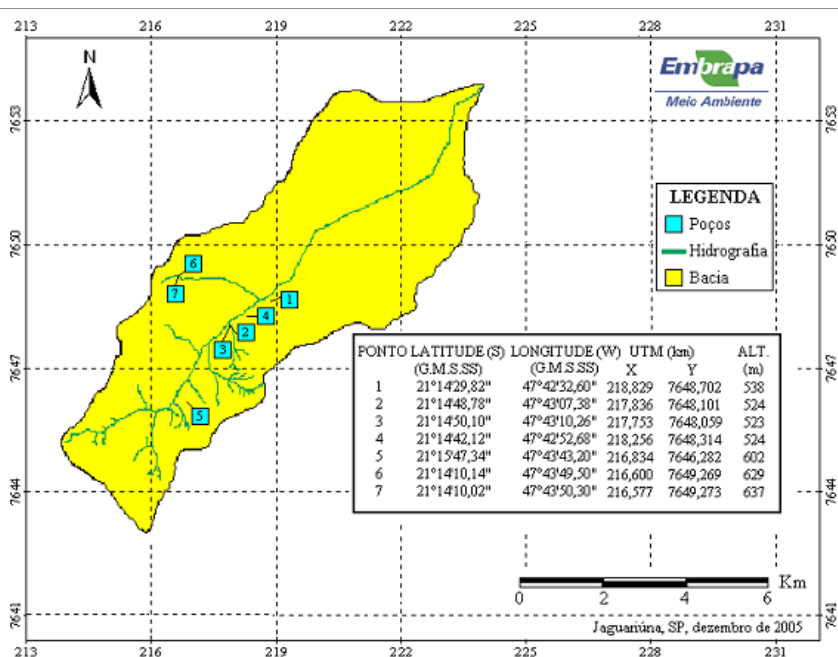 213 216 219 222 225 228 231
N
Embrapa
Meio Ambiente
7653 7653
LEGENDA
Poços
Hidrografia
Bacia
7650 7650
6
7
1
4
2
3
5
7647 7647
PONTO LATITUDE (S) LONGITUDE (W) UTM (km) ALT.
(G.M.S.SS) (G.M.S.SS) X Y (m)
1 21°14'29,82" 47°42'32,60" 218,829 7648,702 538
2 21°14'48,78" 47°43'07,38" 217,836 7648,101 524
3 21°14'50,10" 47°43'10,26" 217,753 7648,059 523
4 21°14'42,12" 47°42'52,68" 218,256 7648,314 524
5 21°15'47,34" 47°43'43,20" 216,834 7646,282 602
6 21°14'10,14" 47°43'49,50" 216,600 7649,269 629
7 21°14'10,02" 47°43'50,30" 216,577 7649,273 637
7644 7644
Km
0 2 4 6
7641 7641
Jaguariúna, SP, dezembro de 2005
213 216 219 222 225 228 231